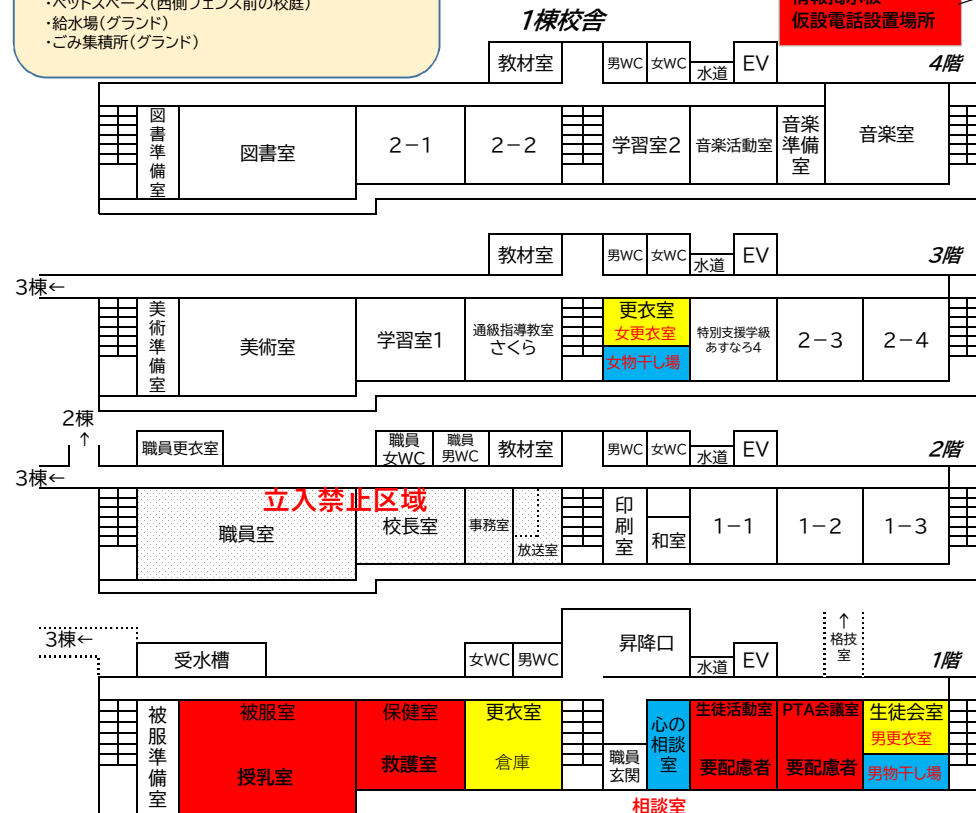 ・ペットスペース(西側フェンス前の校庭)
・給水場(グランド)
・ごみ集積所(グランド)
1棟校舎
情報掲示板
仮設電話設置場所
4階
教材室
男WC
女WC
水道
EV
図書準備室
図書室
2-1
2-2
学習室2
音楽活動室
音楽準備室
音楽室
3階
教材室
男WC
女WC
水道
EV
3棟←
美術準備室
美術室
学習室1
通級指導教室
さくら
更衣室
女更衣室
女物干し場
特別支援学級
あすなろ4
2-3
2-4
2棟
↑
2階
職員更衣室
職員
女WC
職員
男WC
教材室
男WC
女WC
水道
EV
3棟←
立入禁止区域
職員室
校長室
事務室
放送室
印刷室
和室
1-1
1-2
1-3
3棟←
受水槽
女WC
男WC
昇降口
水道
EV
↑
格技室
1階
被服準備室
被服室
授乳室
保健室
救護室
更衣室
倉庫
職員
玄関
心の
相談
室
生徒活動室
要配慮者
PTA会議室
要配慮者
生徒会室
男更衣室
男物干し場
相談室